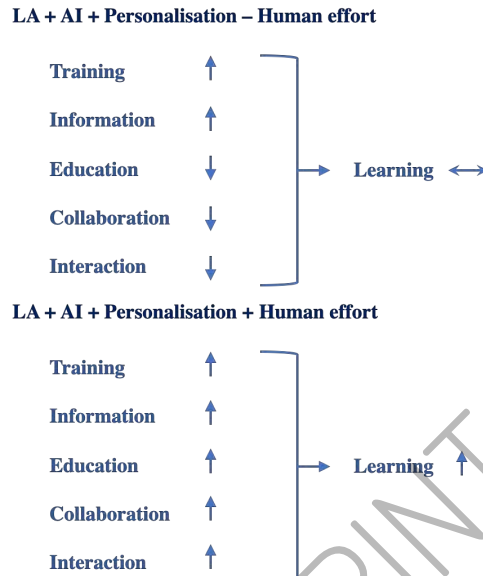 LA + AI + Personalisation – Human effort
Training ↑
Information ↑
Education ↓
Learning ↔
Collaboration ↓
Interaction ↓
LA + AI + Personalisation + Human effort
Training ↑
Information ↑
Education ↑
Learning ↑
Collaboration ↑
Interaction ↑